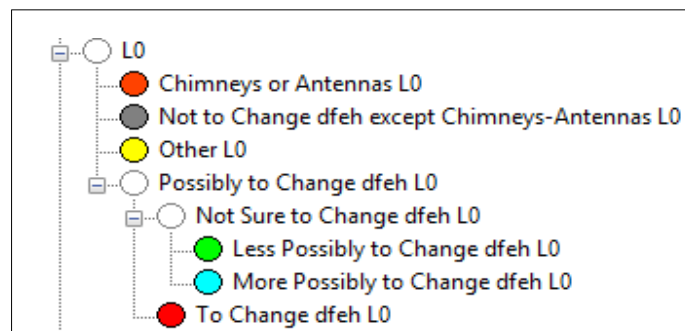 L0
Chimneys or Antennas L0
Not to Change dfeh except Chimneys-Antennas L0
Other L0
Possibly to Change dfeh L0
Not Sure to Change dfeh L0
Less Possibly to Change dfeh L0
More Possibly to Change dfeh L0
To Change dfeh L0